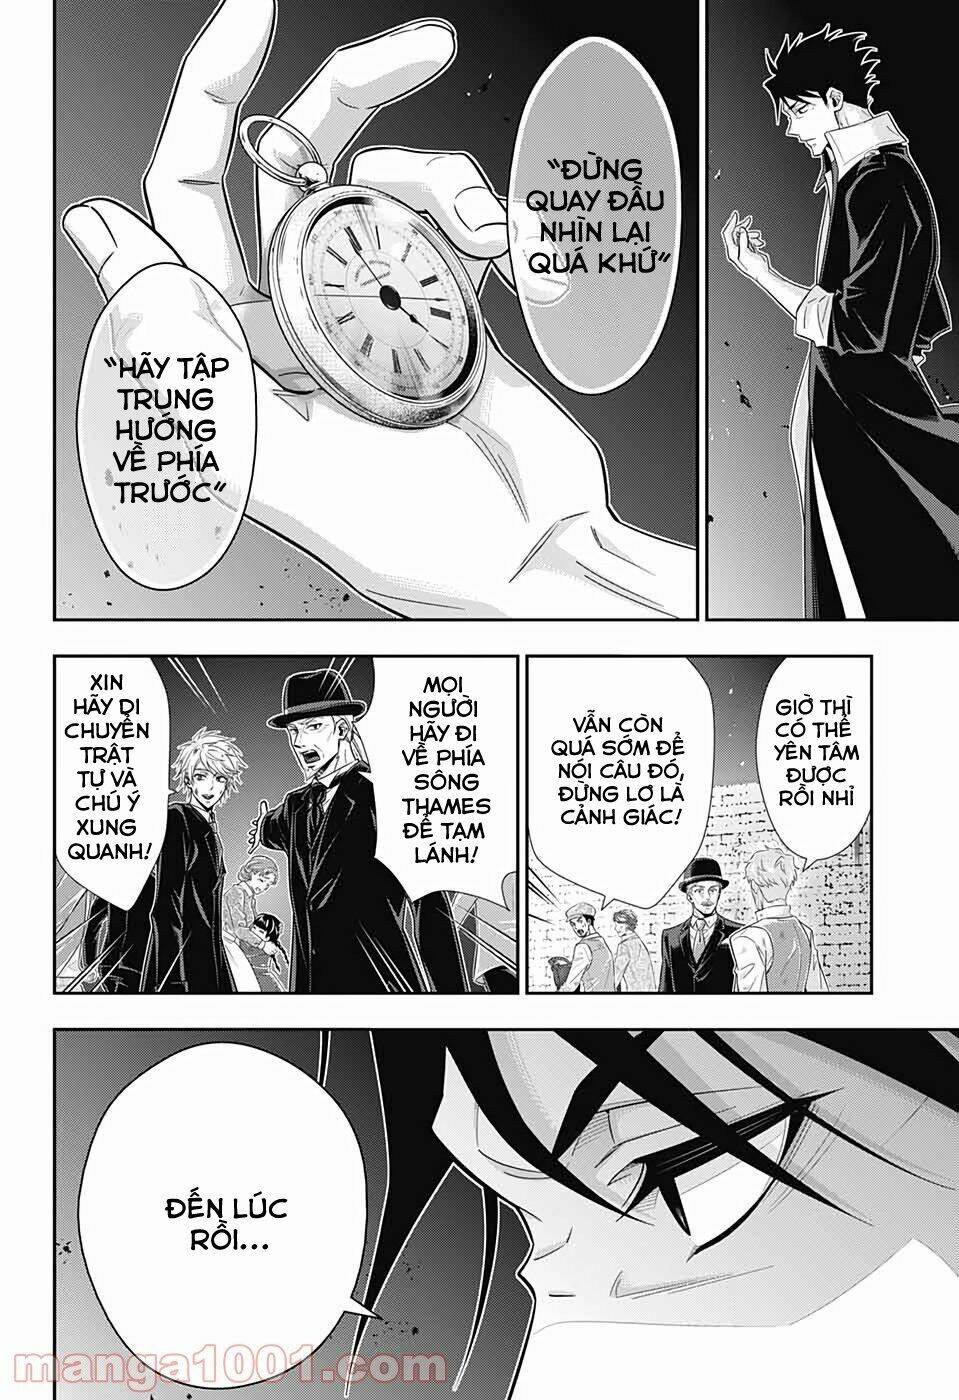 "ĐỪNG
QUAY ĐẦU
NHÌN LẠI
QUÁ KHỨ"
"HÃY TẬP
TRUNG
HƯỚNG
VỀ PHÍA
TRƯỚC"
GIỜ THÌ
CÓ THỂ
YÊN TÂM
ĐƯỢC
RỒI NHỈ
VẪN CÒN
QUÁ SỚM ĐỂ
NÓI CÂU ĐÓ,
ĐỪNG LƠ LÀ
CẢNH GIÁC!
MỌI
NGƯỜI
HÃY ĐI
VỀ PHÍA
SÔNG
THAMES
ĐỂ TẠM
LÁNH!
XIN
HÃY DI
CHUYỂN
TRẬT
TỰ VÀ
CHÚ Ý
XUNG
QUANH!
ĐẾN LÚC
RỒI...
manga1001.com